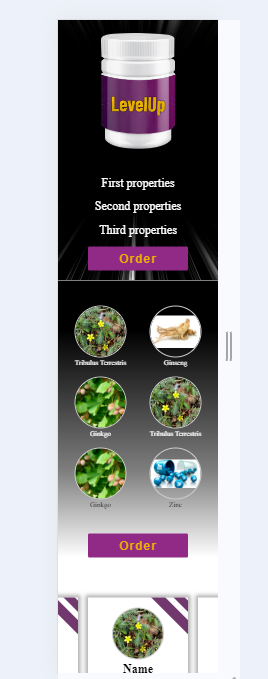 LevelUp
First properties
Second properties
Third properties
Order
Tribulus Terrestris Ginseng
Ginkgo Tribulus Terrestris
Ginkgo Zinc
Order
Name